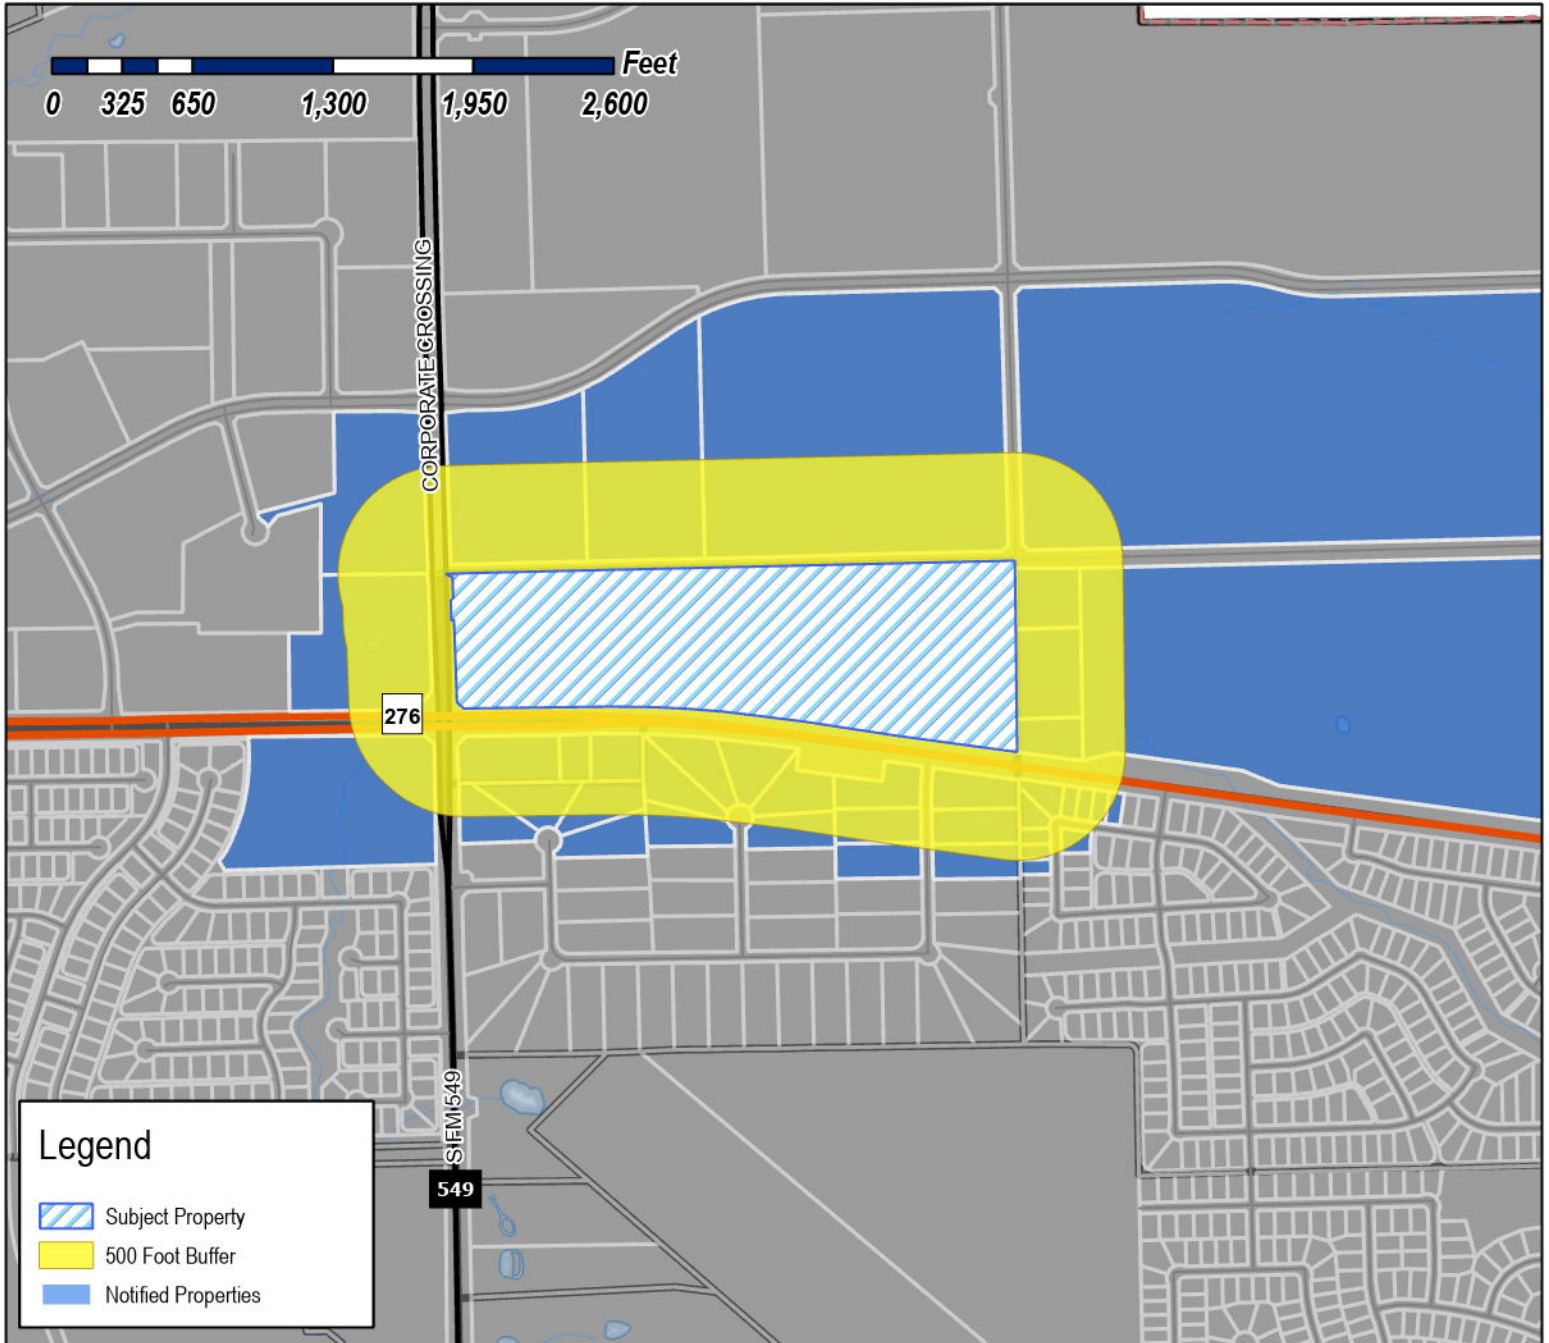 Feet
0 325 650 1,300 1,950 2,600
CORPORATE CROSSING
276
S FM 549
549
Legend
Subject Property
500 Foot Buffer
Notified Properties